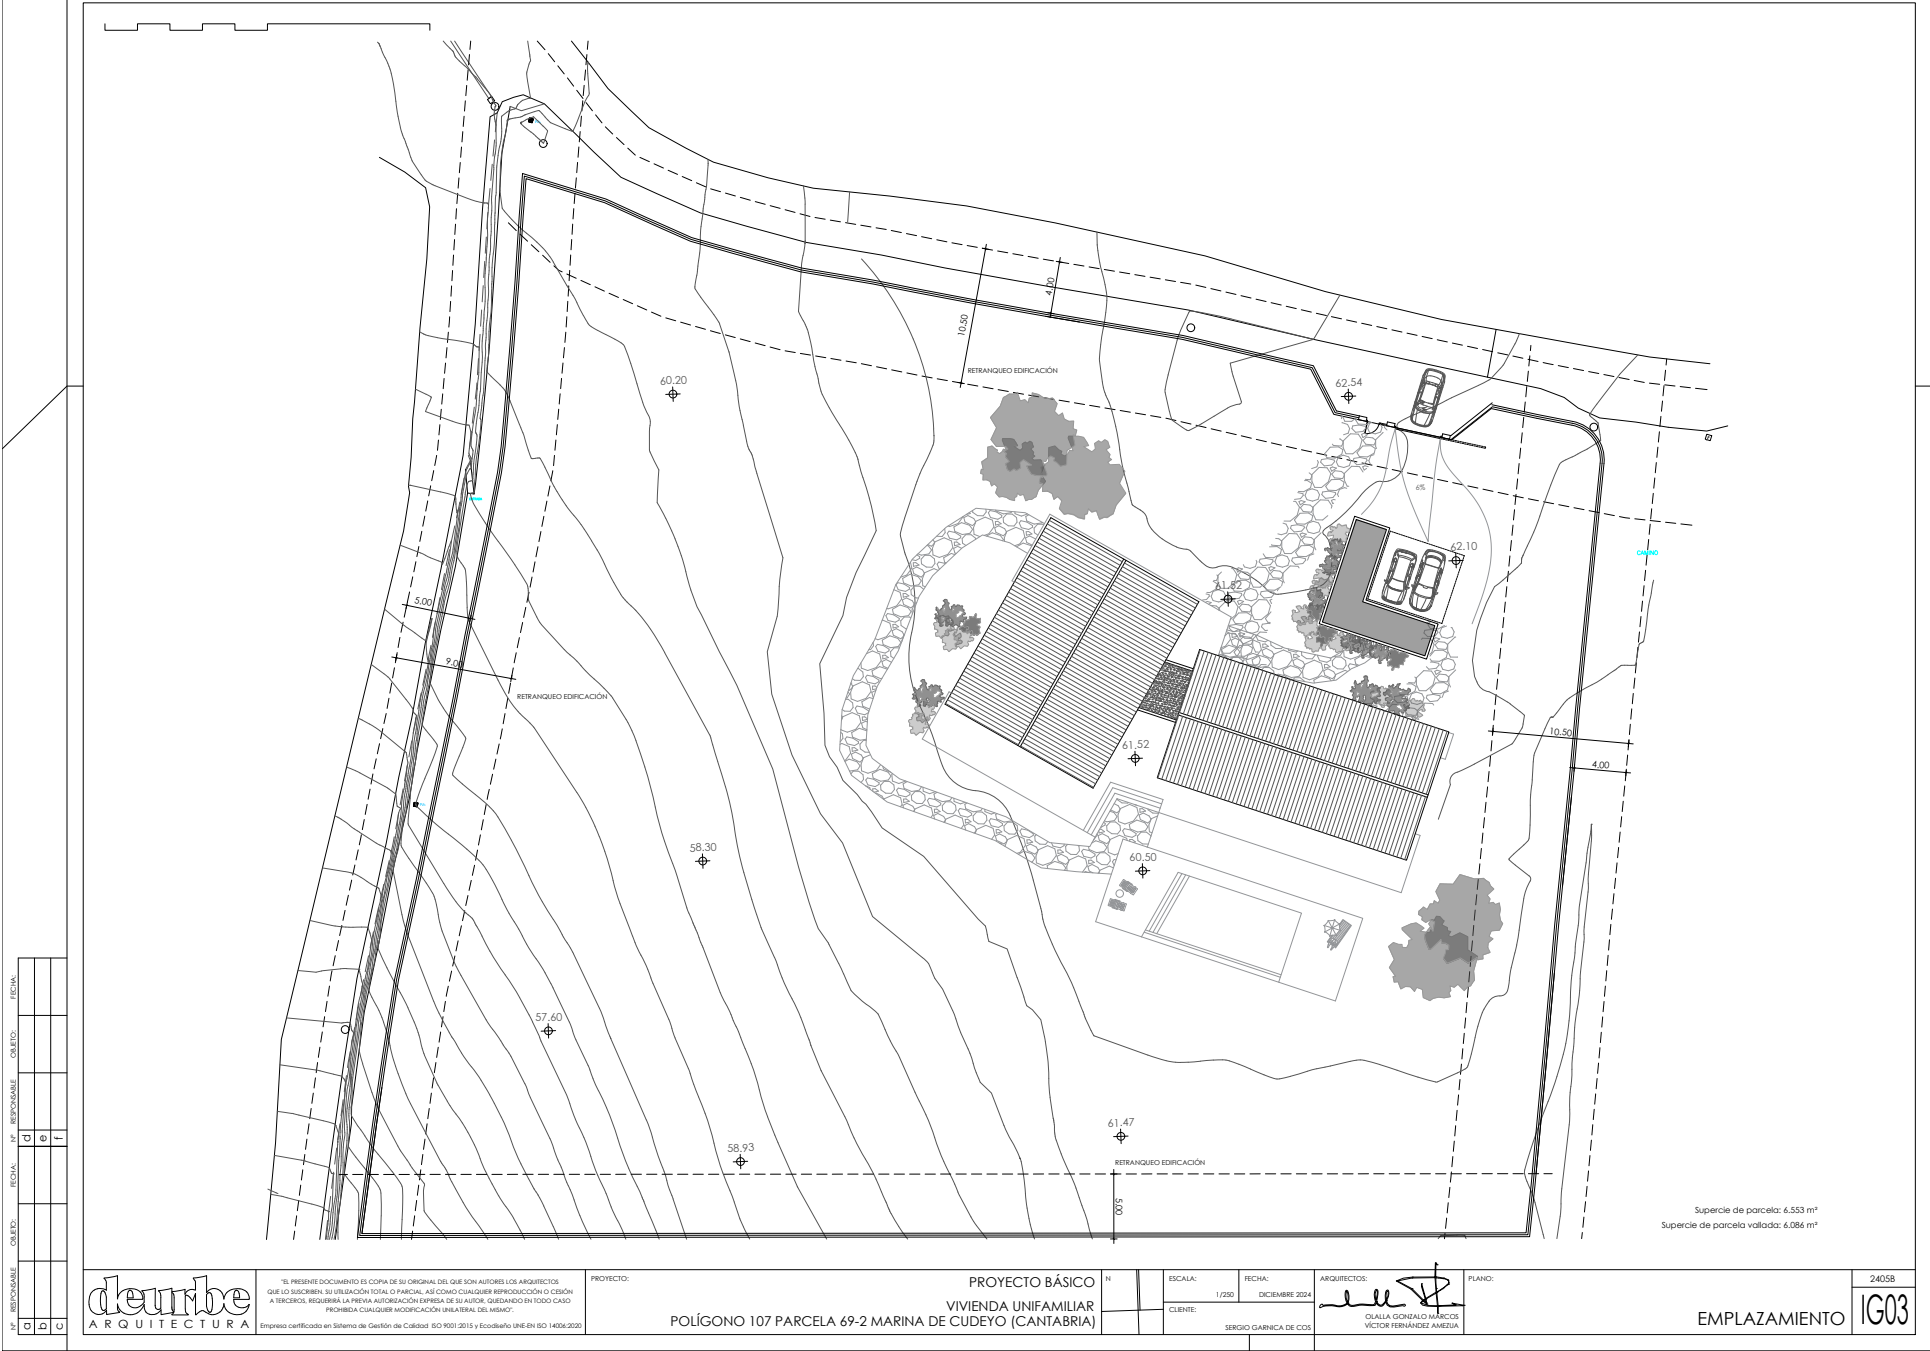 4.00
10.50
RETRANQUEO EDIFICACIÓN
60.20
62.54
6%
62.10
CAMINO
61.52
5.00
9.00
RETRANQUEO EDIFICACIÓN
61.52
10.50
4.00
58.30
60.50
57.60
61.47
58.93
RETRANQUEO EDIFICACIÓN
5.00
Supercie de parcela: 6.553 m²
Supercie de parcela vallada: 6.086 m²
Nº RESPONSABLE OBJETO: FECHA: Nº RESPONSABLE OBJETO: FECHA:
a d
b e
c f
deurbe
ARQUITECTURA
"EL PRESENTE DOCUMENTO ES COPIA DE SU ORIGINAL DEL QUE SON AUTORES LOS ARQUITECTOS
QUE LO SUSCRIBEN. SU UTILIZACIÓN TOTAL O PARCIAL, ASÍ COMO CUALQUIER REPRODUCCIÓN O CESIÓN
A TERCEROS, REQUERIRÁ LA PREVIA AUTORIZACIÓN EXPRESA DE SU AUTOR, QUEDANDO EN TODO CASO
PROHIBIDA CUALQUIER MODIFICACIÓN UNILATERAL DEL MISMO".
Empresa certificada en Sistema de Gestión de Calidad ISO 9001:2015 y Ecodiseño UNE-EN ISO 14006:2020
PROYECTO:
PROYECTO BÁSICO
VIVIENDA UNIFAMILIAR
POLÍGONO 107 PARCELA 69-2 MARINA DE CUDEYO (CANTABRIA)
N
ESCALA:
1/250
FECHA:
DICIEMBRE 2024
CLIENTE:
SERGIO GARNICA DE COS
ARQUITECTOS:
OLALLA GONZALO MARCOS
VÍCTOR FERNÁNDEZ AMEZUA
PLANO:
EMPLAZAMIENTO
2405B
IG03